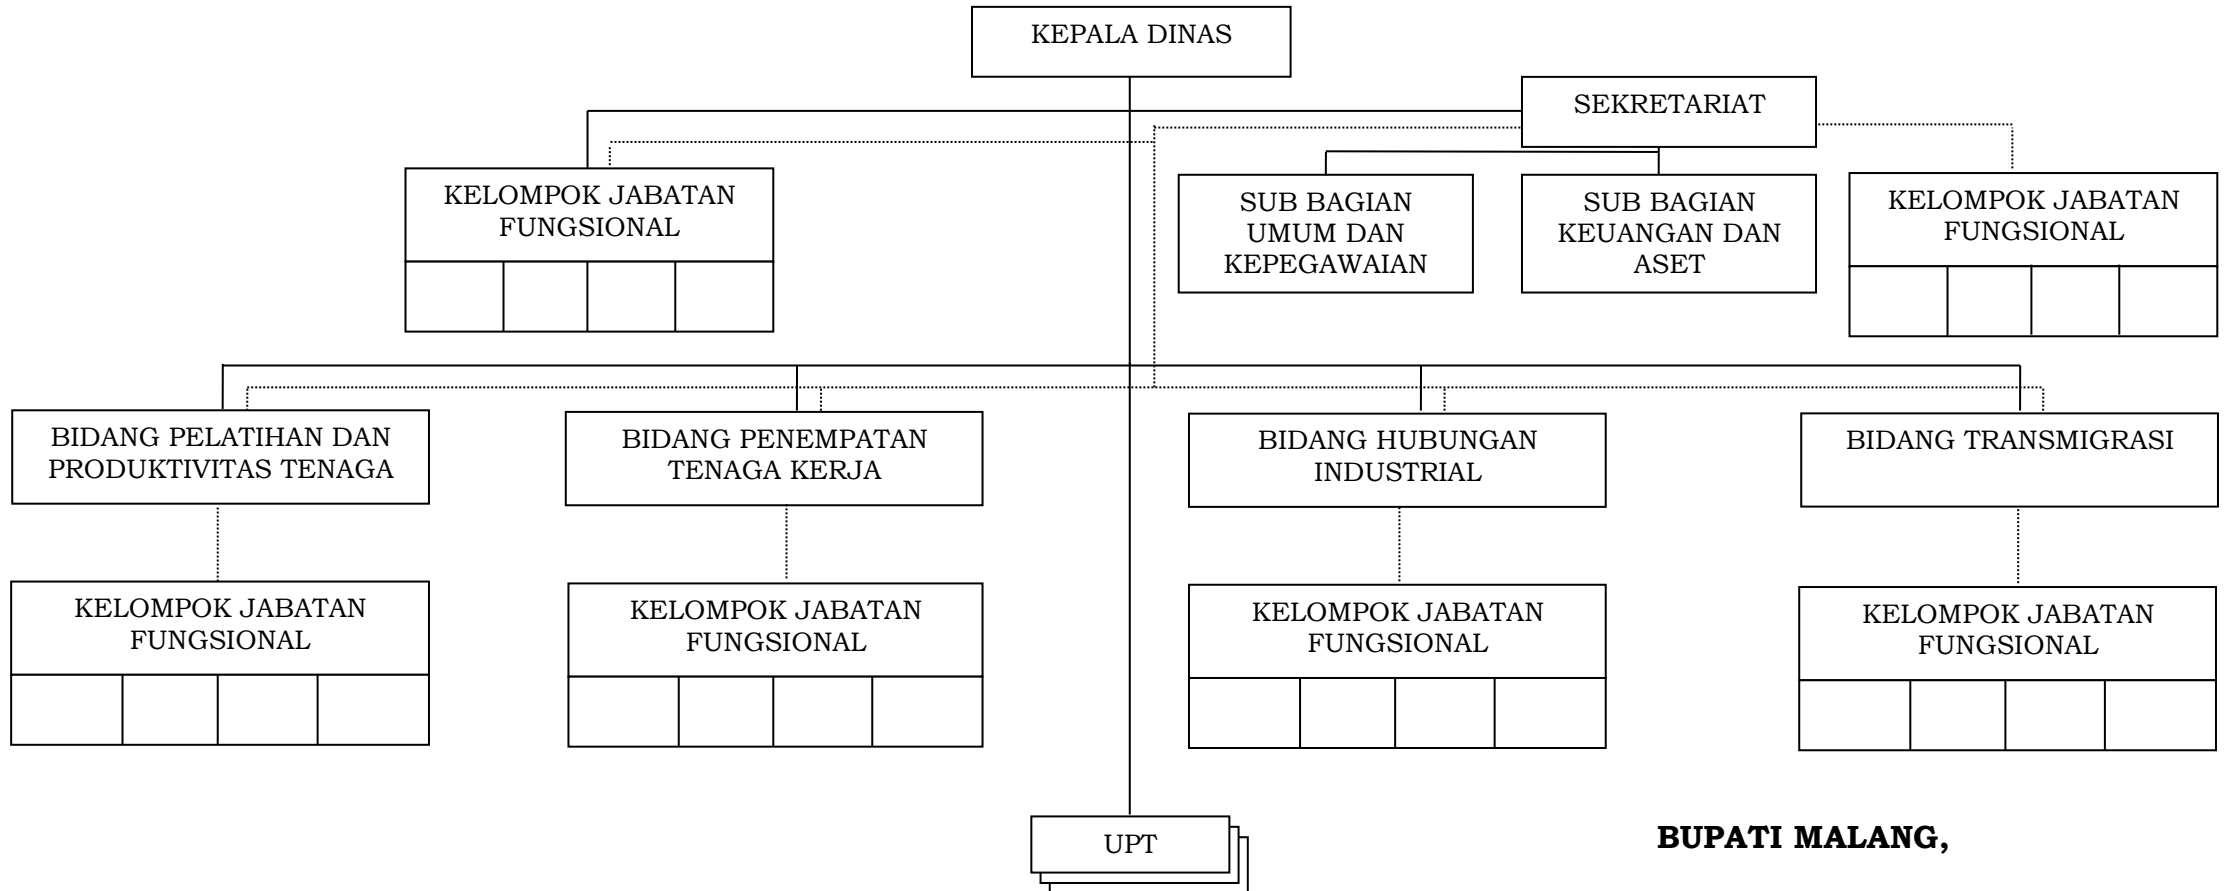 KEPALA DINAS
SEKRETARIAT
KELOMPOK JABATAN
FUNGSIONAL
SUB BAGIAN
UMUM DAN
KEPEGAWAIAN
SUB BAGIAN
KEUANGAN DAN
ASET
KELOMPOK JABATAN
FUNGSIONAL
BIDANG PELATIHAN DAN
PRODUKTIVITAS TENAGA
BIDANG PENEMPATAN
TENAGA KERJA
BIDANG HUBUNGAN
INDUSTRIAL
BIDANG TRANSMIGRASI
KELOMPOK JABATAN
FUNGSIONAL
KELOMPOK JABATAN
FUNGSIONAL
KELOMPOK JABATAN
FUNGSIONAL
KELOMPOK JABATAN
FUNGSIONAL
UPT
BUPATI MALANG,